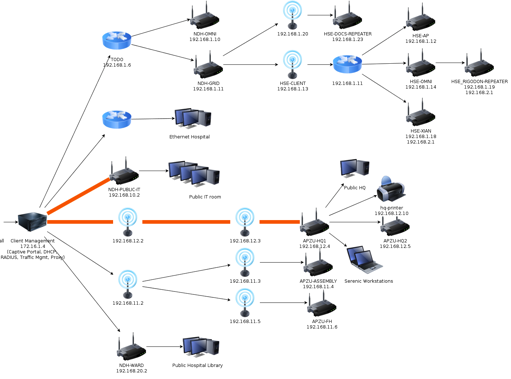 NDH-OMNI
192.168.1.10
192.168.1.20
HSE-DOCS-REPEATER
192.168.1.23
HSE-AP
192.168.1.12
TODO
192.168.1.6
NDH-GRID
192.168.1.11
HSE-CLIENT
192.168.1.13
192.168.1.11
HSE-OMNI
192.168.1.14
HSE_RIGODON-REPEATER
192.168.1.19
192.168.2.1
HSE-XIAN
192.168.1.18
192.168.2.1
Ethernet Hospital
NDH-PUBLIC-IT
192.168.10.2
Public IT room
Public HQ
hq-printer
192.168.12.10
all
Client Management
172.16.1.4
(Captive Portal, DHCP,
RADIUS, Traffic Mgmt, Proxy)
192.168.12.2
192.168.12.3
APZU-HQ1
192.168.12.4
APZU-HQ2
192.168.12.5
Serenic Workstations
192.168.11.2
192.168.11.3
APZU-ASSEMBLY
192.168.11.4
192.168.11.5
APZU-FH
192.168.11.6
NDH-WARD
192.168.20.2
Public Hospital Library